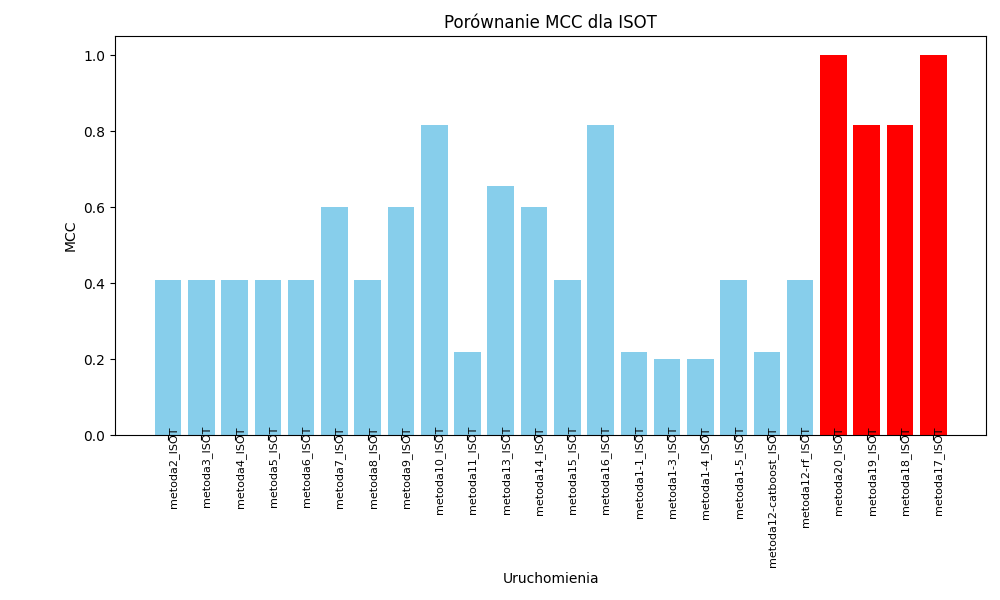 Porównanie MCC dla ISOT
MCC
1.0
0.8
0.6
0.4
0.2
0.0
metoda2_ISOT
metoda3_ISOT
metoda4_ISOT
metoda5_ISOT
metoda6_ISOT
metoda7_ISOT
metoda8_ISOT
metoda9_ISOT
metoda10_ISOT
metoda11_ISOT
metoda13_ISOT
metoda14_ISOT
metoda15_ISOT
metoda16_ISOT
metoda1-1_ISOT
metoda1-3_ISOT
metoda1-4_ISOT
metoda1-5_ISOT
metoda12-catboost_ISOT
metoda12-rf_ISOT
metoda20_ISOT
metoda19_ISOT
metoda18_ISOT
metoda17_ISOT
Uruchomienia